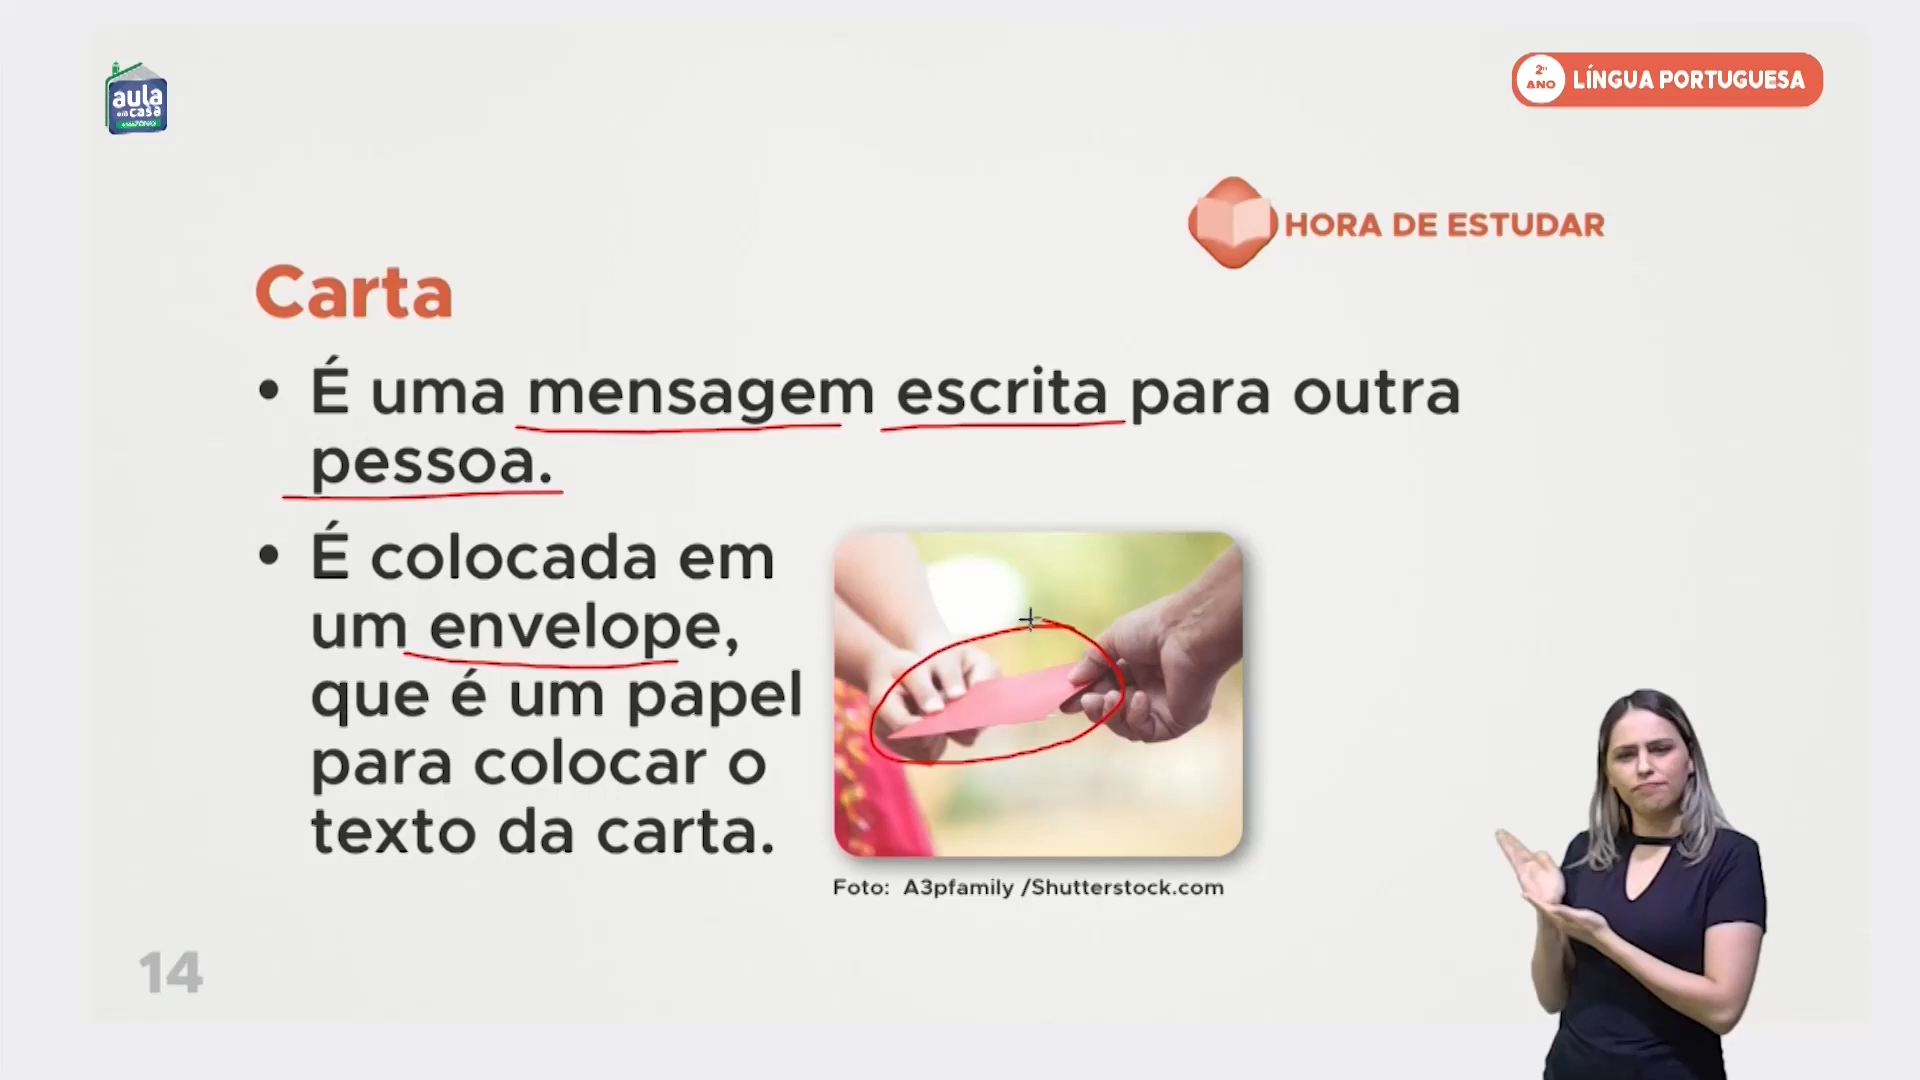 aula
em casa
2º
ANO
LÍNGUA PORTUGUESA
HORA DE ESTUDAR
Carta
• É uma mensagem escrita para outra
pessoa.
• É colocada em
um envelope,
que é um papel
para colocar o
texto da carta.
Foto: A3pfamily /Shutterstock.com
14